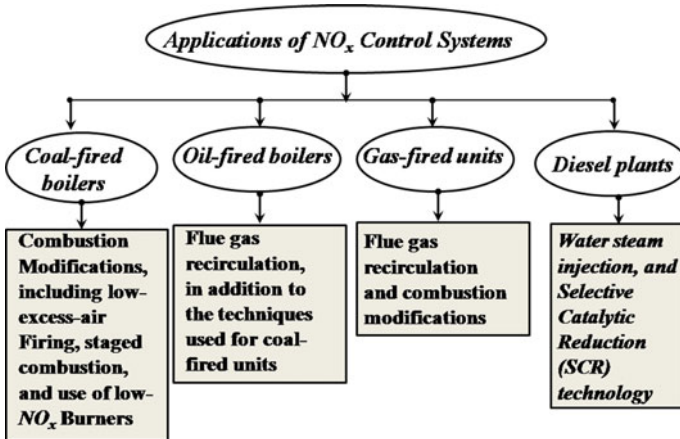 Applications of NOx Control Systems
Coal-fired
boilers
Oil-fired boilers
Gas-fired units
Diesel plants
Combustion
Modifications,
including low-
excess-air
Firing, staged
combustion,
and use of low-
NOx Burners
Flue gas
recirculation,
in addition to
the techniques
used for coal-
fired units
Flue gas
recirculation
and combustion
modifications
Water steam
injection, and
Selective
Catalytic
Reduction
(SCR)
technology